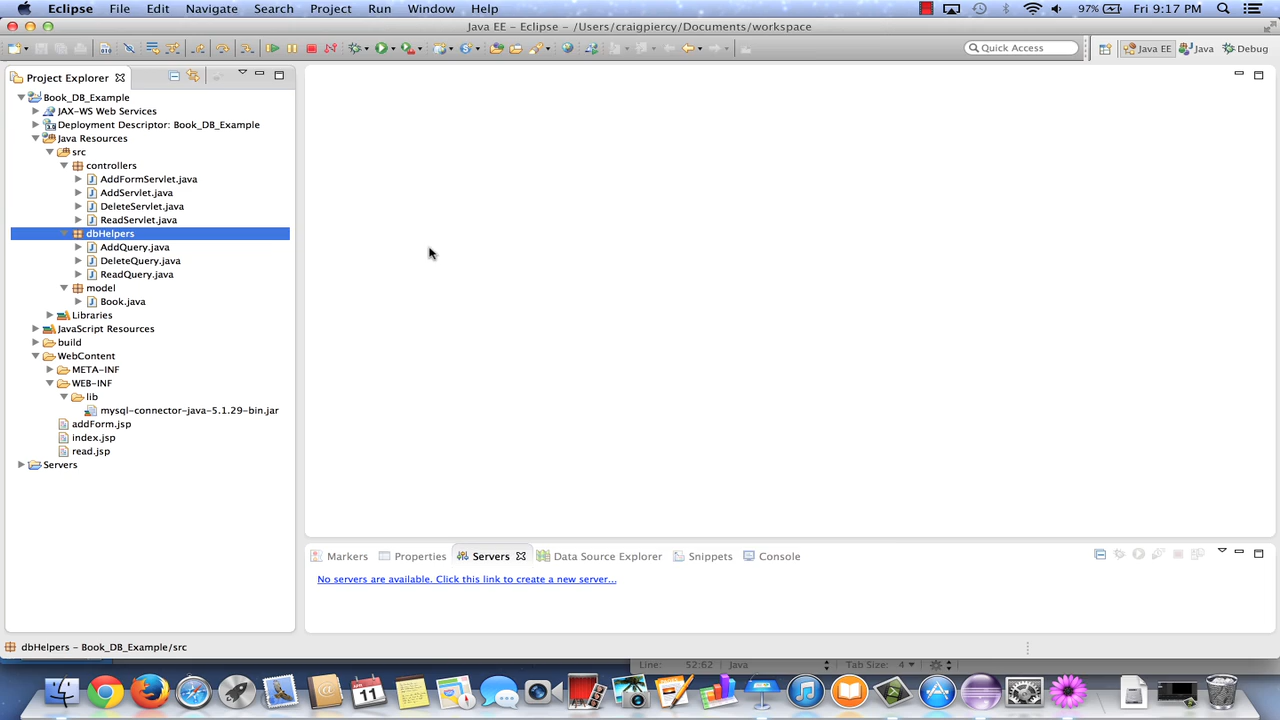 Eclipse File Edit Navigate Search Project Run Window Help 97% Fri 9:17 PM
Java EE – Eclipse – /Users/craigpiercy/Documents/workspace
Quick Access Java EE Java Debug
Project Explorer
Book_DB_Example
JAX-WS Web Services
Deployment Descriptor: Book_DB_Example
Java Resources
src
controllers
AddFormServlet.java
AddServlet.java
DeleteServlet.java
ReadServlet.java
dbHelpers
AddQuery.java
DeleteQuery.java
ReadQuery.java
model
Book.java
Libraries
JavaScript Resources
build
WebContent
META-INF
WEB-INF
lib
mysql-connector-java-5.1.29-bin.jar
addForm.jsp
index.jsp
read.jsp
Servers
Markers Properties Servers Data Source Explorer Snippets Console
No servers are available. Click this link to create a new server...
dbHelpers – Book_DB_Example/src
Line: 52:62 Java Tab Size: 4
APR
11